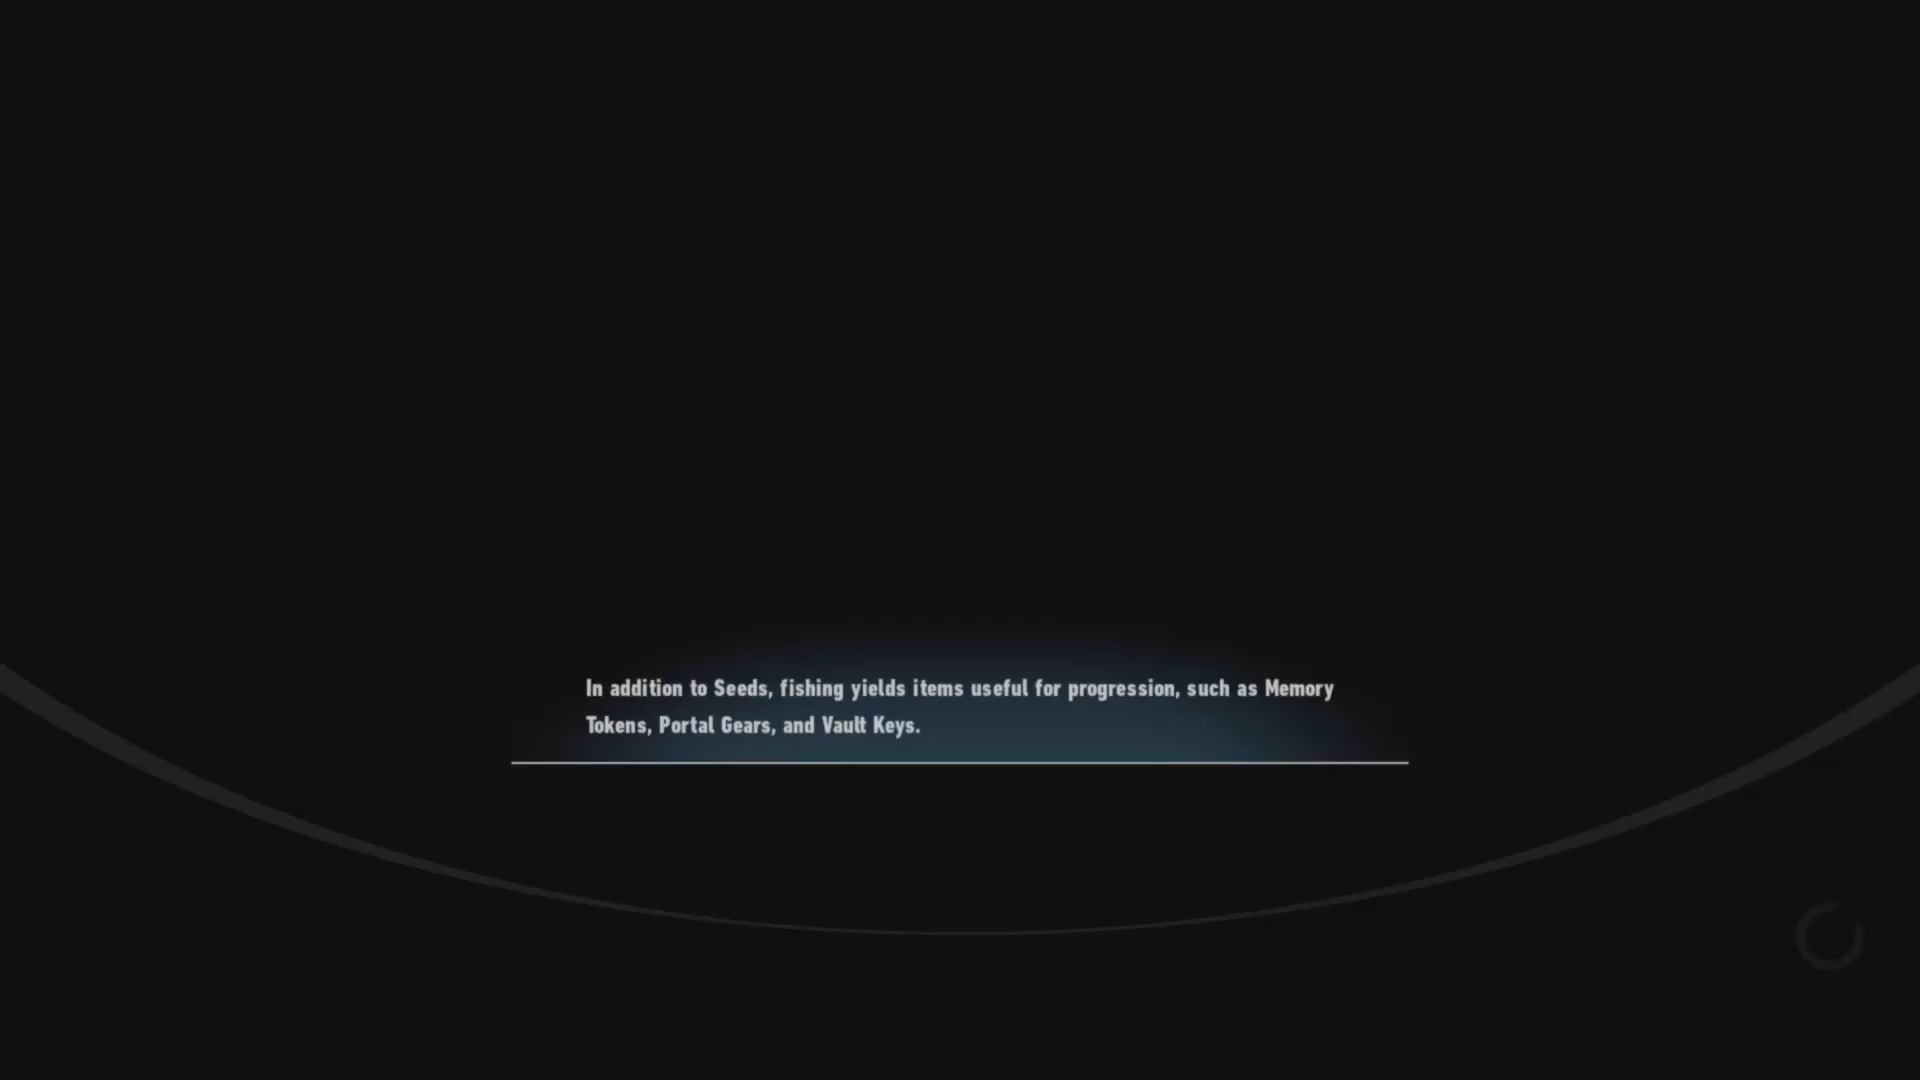 In addition to Seeds, fishing yields items useful for progression, such as Memory
Tokens, Portal Gears, and Vault Keys.